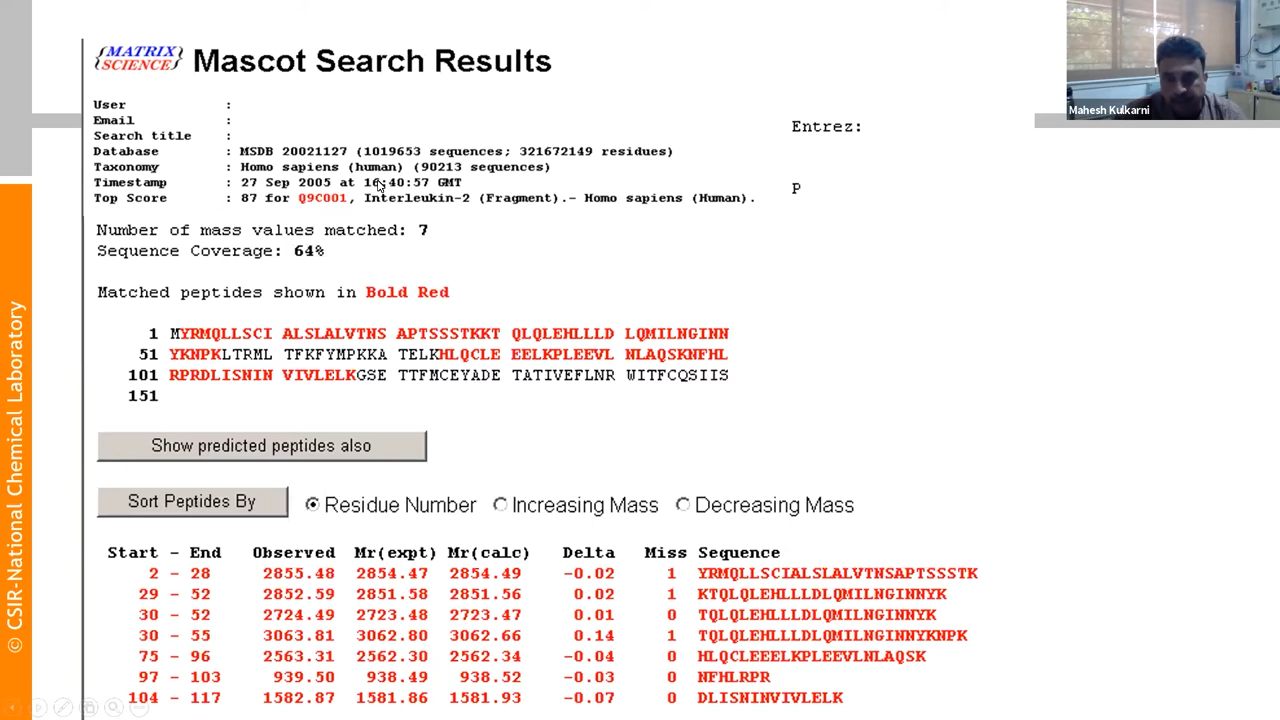 {MATRIX
{SCIENCE}
Mascot Search Results
User :
Email :
Search title :
Database : MSDB 20021127 (1019653 sequences; 321672149 residues)
Taxonomy : Homo sapiens (human) (90213 sequences)
Timestamp : 27 Sep 2005 at 16:40:57 GMT
Top Score : 87 for Q9C001, Interleukin-2 (Fragment).- Homo sapiens (Human).
Entrez:
P
Mahesh Kulkarni
Number of mass values matched: 7
Sequence Coverage: 64%
Matched peptides shown in Bold Red
1 MYRMQLLSCI ALSLALVTNS APTSSSTKKT QLQLEHLLLD LQMILNGINN
51 YKNPKLTRML TFKFYMPKKA TELKHLQCLE EELKPLEEVL NLAQSKNFHL
101 RPRDLISNIN VIVLELKGSE TTFMCEYADE TATIVEFLNR WITFCQSIIS
151
Show predicted peptides also
Sort Peptides By Residue Number Increasing Mass Decreasing Mass
Start - End Observed Mr(expt) Mr(calc) Delta Miss Sequence
2 - 28 2855.48 2854.47 2854.49 -0.02 1 YRMQLLSCIALSLALVTNSAPTSSSTK
29 - 52 2852.59 2851.58 2851.56 0.02 1 KTQLQLEHLLLDLQMILNGINNYK
30 - 52 2724.49 2723.48 2723.47 0.01 0 TQLQLEHLLLDLQMILNGINNYK
30 - 55 3063.81 3062.80 3062.66 0.14 1 TQLQLEHLLLDLQMILNGINNYKNPK
75 - 96 2563.31 2562.30 2562.34 -0.04 0 HLQCLEEELKPLEEVLNLAQSK
97 - 103 939.50 938.49 938.52 -0.03 0 NFHLRPR
104 - 117 1582.87 1581.86 1581.93 -0.07 0 DLISNINVIVLELK
© CSIR-National Chemical Laboratory